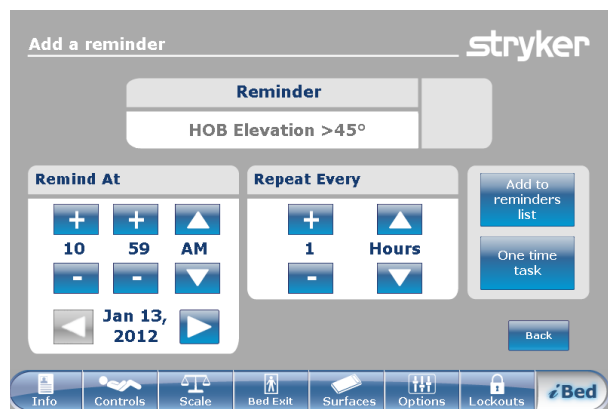 Add a reminder
stryker
Reminder
HOB Elevation >45°
Remind At
+ +
10 59 AM
- -
Jan 13,
2012
Repeat Every
+
1 Hours
-
Add to
reminders
list
One time
task
Back
Info Controls Scale Bed Exit Surfaces Options Lockouts iBed